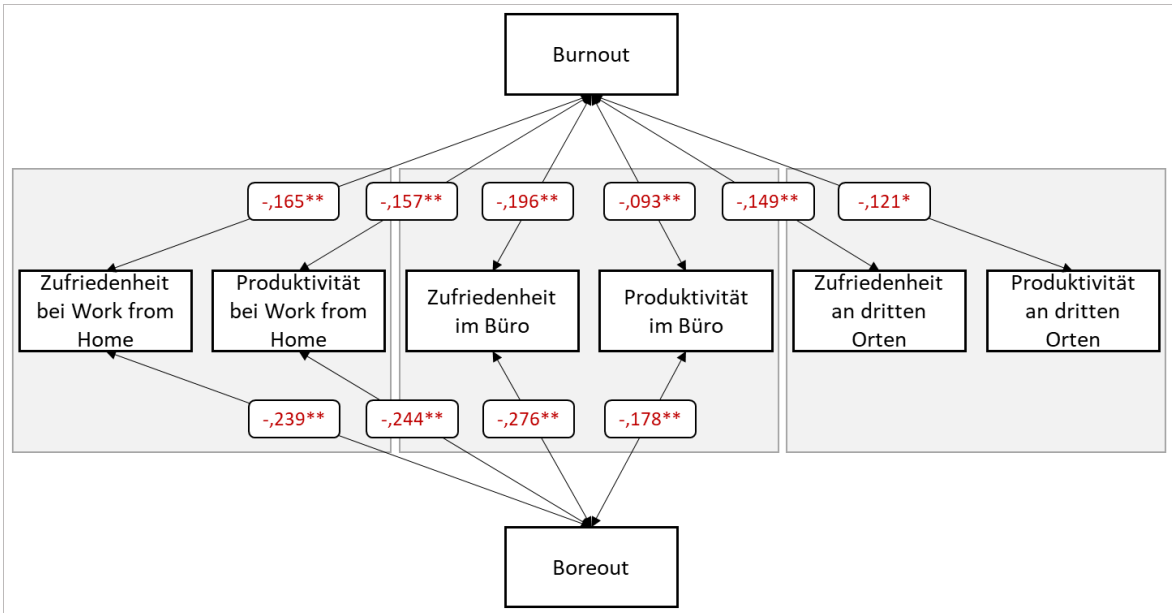 Burnout
-,165**
-,157**
-,196**
-,093**
-,149**
-,121*
Zufriedenheit
bei Work from
Home
Produktivität
bei Work from
Home
Zufriedenheit
im Büro
Produktivität
im Büro
Zufriedenheit
an dritten
Orten
Produktivität
an dritten
Orten
-,239**
-,244**
-,276**
-,178**
Boreout